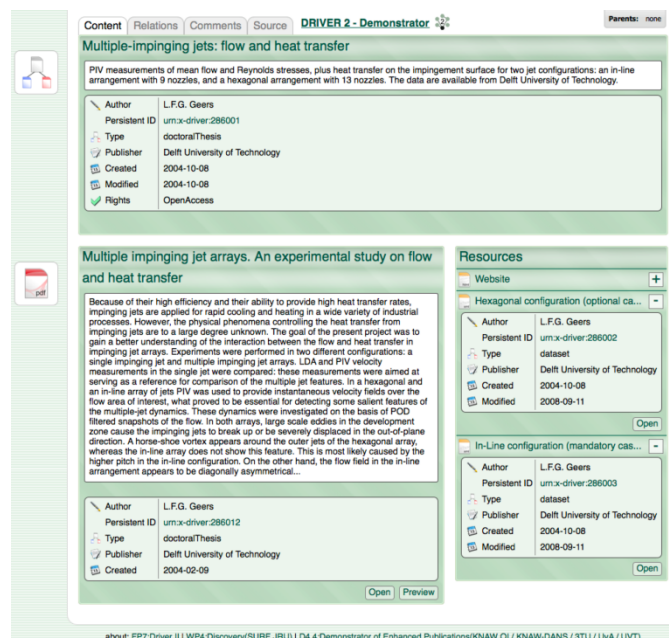 Content Relations Comments Source DRIVER 2 - Demonstrator
Parents: none
Multiple-impinging jets: flow and heat transfer
PIV measurements of mean flow and Reynolds stresses, plus heat transfer on the impingement surface for two jet configurations: an in-line
arrangement with 9 nozzles, and a hexagonal arrangement with 13 nozzles. The data are available from Delft University of Technology.
Author L.F.G. Geers
Persistent ID urn:x-driver:286001
Type doctoralThesis
Publisher Delft University of Technology
Created 2004-10-08
Modified 2004-10-08
Rights OpenAccess
pdf
Multiple impinging jet arrays. An experimental study on flow
and heat transfer
Because of their high efficiency and their ability to provide high heat transfer rates,
impinging jets are applied for rapid cooling and heating in a wide variety of industrial
processes. However, the physical phenomena controlling the heat transfer from
impinging jets are to a large degree unknown. The goal of the present project was to
gain a better understanding of the interaction between the flow and heat transfer in
impinging jet arrays. Experiments were performed in two different configurations: a
single impinging jet and multiple impinging jet arrays. LDA and PIV velocity
measurements in the single jet were compared: these measurements were aimed at
serving as a reference for comparison of the multiple jet features. In a hexagonal and
an in-line array of jets PIV was used to provide instantaneous velocity fields over the
flow area of interest, what proved to be essential for detecting some salient features of
the multiple-jet dynamics. These dynamics were investigated on the basis of POD
filtered snapshots of the flow. In both arrays, large scale eddies in the development
zone cause the impinging jets to break up or be severely displaced in the out-of-plane
direction. A horse-shoe vortex appears around the outer jets of the hexagonal array,
whereas the in-line array does not show this feature. This is most likely caused by the
higher pitch in the in-line configuration. On the other hand, the flow field in the in-line
arrangement appears to be diagonally asymmetrical...
Author L.F.G. Geers
Persistent ID urn:x-driver:286012
Type doctoralThesis
Publisher Delft University of Technology
Created 2004-02-09
Open Preview
Resources
Website +
Hexagonal configuration (optional ca... -
Author L.F.G. Geers
Persistent ID urn:x-driver:286002
Type dataset
Publisher Delft University of Technology
Created 2004-10-08
Modified 2008-09-11
Open
In-Line configuration (mandatory cas... -
Author L.F.G. Geers
Persistent ID urn:x-driver:286003
Type dataset
Publisher Delft University of Technology
Created 2004-10-08
Modified 2008-09-11
Open